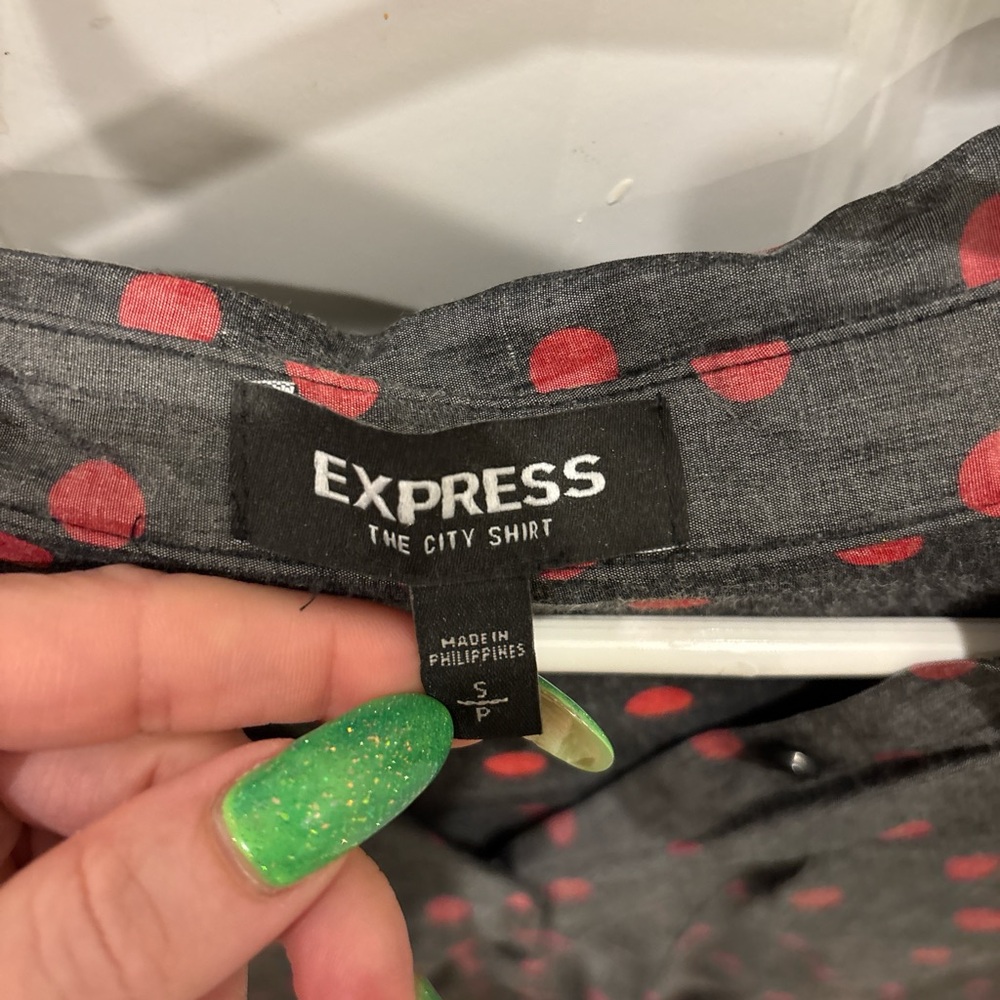 EXPRESS
THE CITY SHIRT
MADE IN
PHILIPPINES
S
P